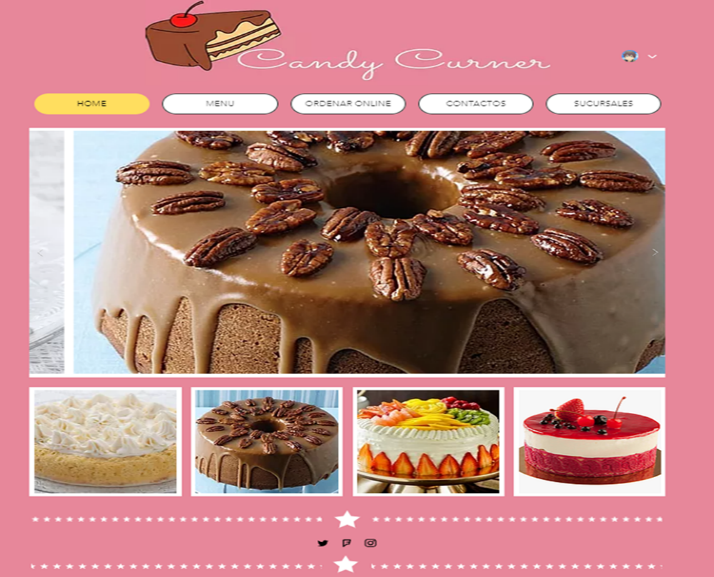 Candy Curner
HOME
MENU
ORDENAR ONLINE
CONTACTOS
SUCURSALES